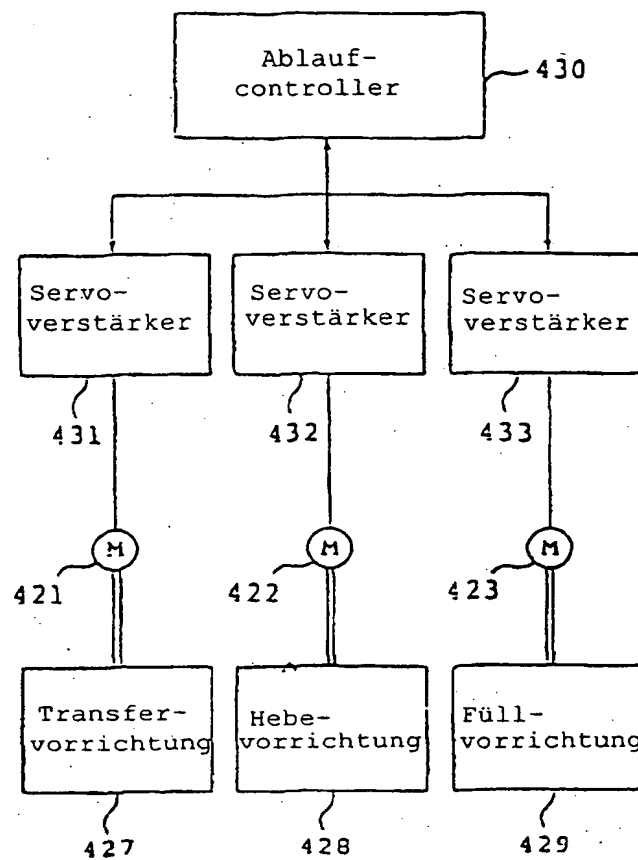 Ablauf-
controller
430
Servo-
verstärker
Servo-
verstärker
Servo-
verstärker
431
432
433
M
M
M
421
422
423
Transfer-
vorrichtung
Hebe-
vorrichtung
Füll-
vorrichtung
427
428
429